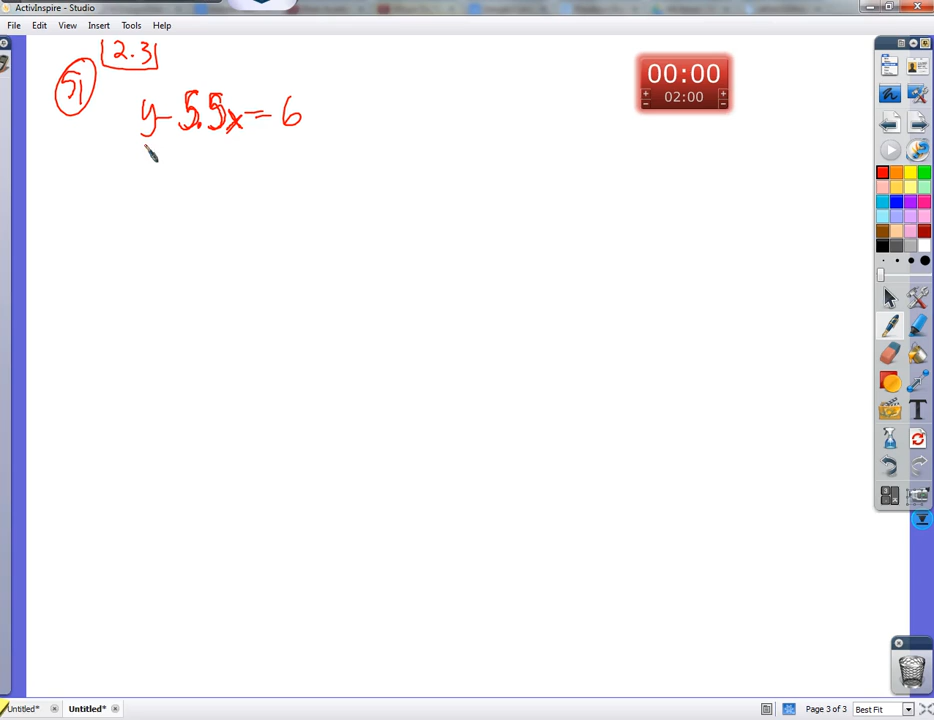 ActivInspire - Studio
File Edit View Insert Tools Help
2.3
51
y - 5.5x = 6
00:00
02:00
T
Untitled* Untitled* Page 3 of 3 Best Fit